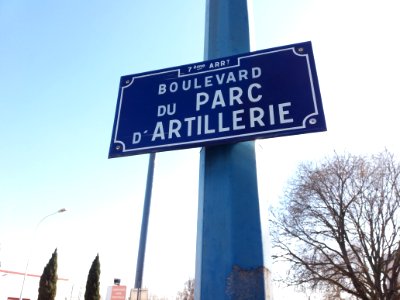 7ème ARRT
BOULEVARD
DU PARC
D'ARTILLERIE